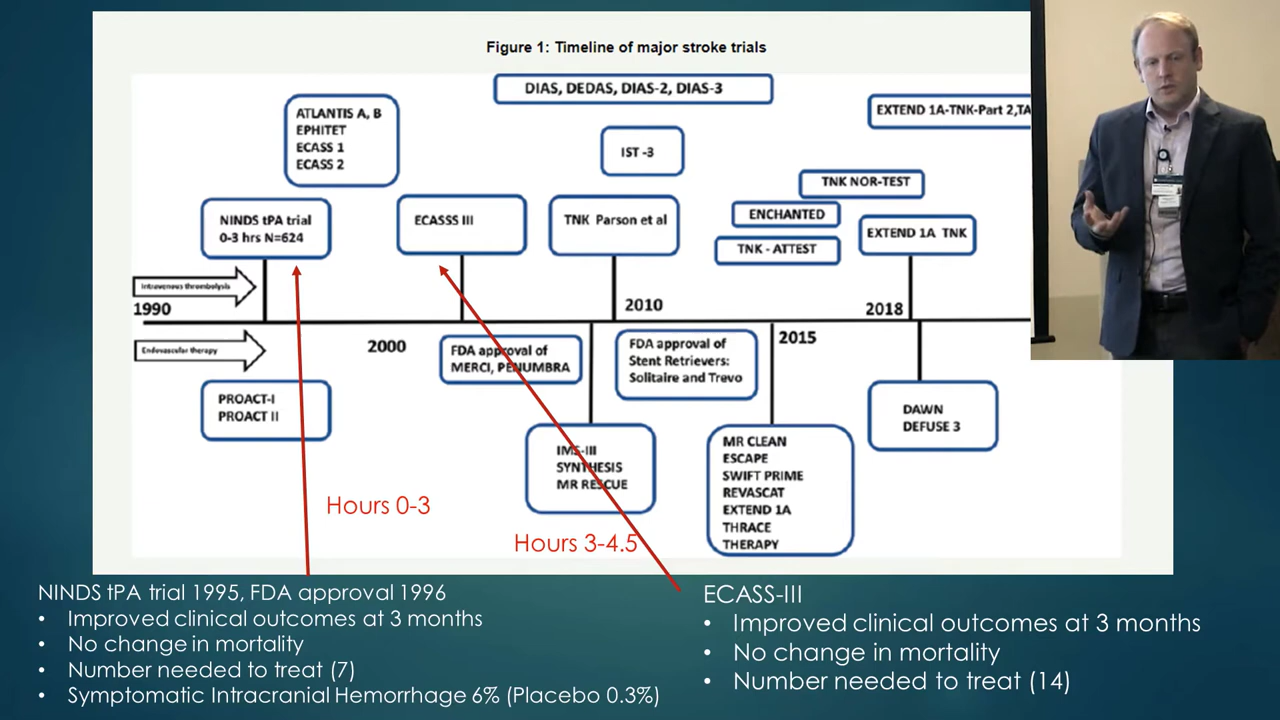 Figure 1: Timeline of major stroke trials
DIAS, DEDAS, DIAS-2, DIAS-3
ATLANTIS A, B
EPHITET
ECASS 1
ECASS 2
EXTEND 1A-TNK-Part 2,TA
IST -3
TNK NOR-TEST
NINDS tPA trial
0-3 hrs N=624
ECASSS III
TNK Parson et al
ENCHANTED
TNK - ATTEST
EXTEND 1A TNK
Intravenous thrombolysis
1990
2010
2018
Endovascular therapy
2000
2015
FDA approval of
MERCI, PENUMBRA
FDA approval of
Stent Retrievers:
Solitaire and Trevo
PROACT-I
PROACT II
DAWN
DEFUSE 3
IMS-III
SYNTHESIS
MR RESCUE
MR CLEAN
ESCAPE
SWIFT PRIME
REVASCAT
EXTEND 1A
THRACE
THERAPY
Hours 0-3
Hours 3-4.5
NINDS tPA trial 1995, FDA approval 1996
• Improved clinical outcomes at 3 months
• No change in mortality
• Number needed to treat (7)
• Symptomatic Intracranial Hemorrhage 6% (Placebo 0.3%)
ECASS-III
• Improved clinical outcomes at 3 months
• No change in mortality
• Number needed to treat (14)